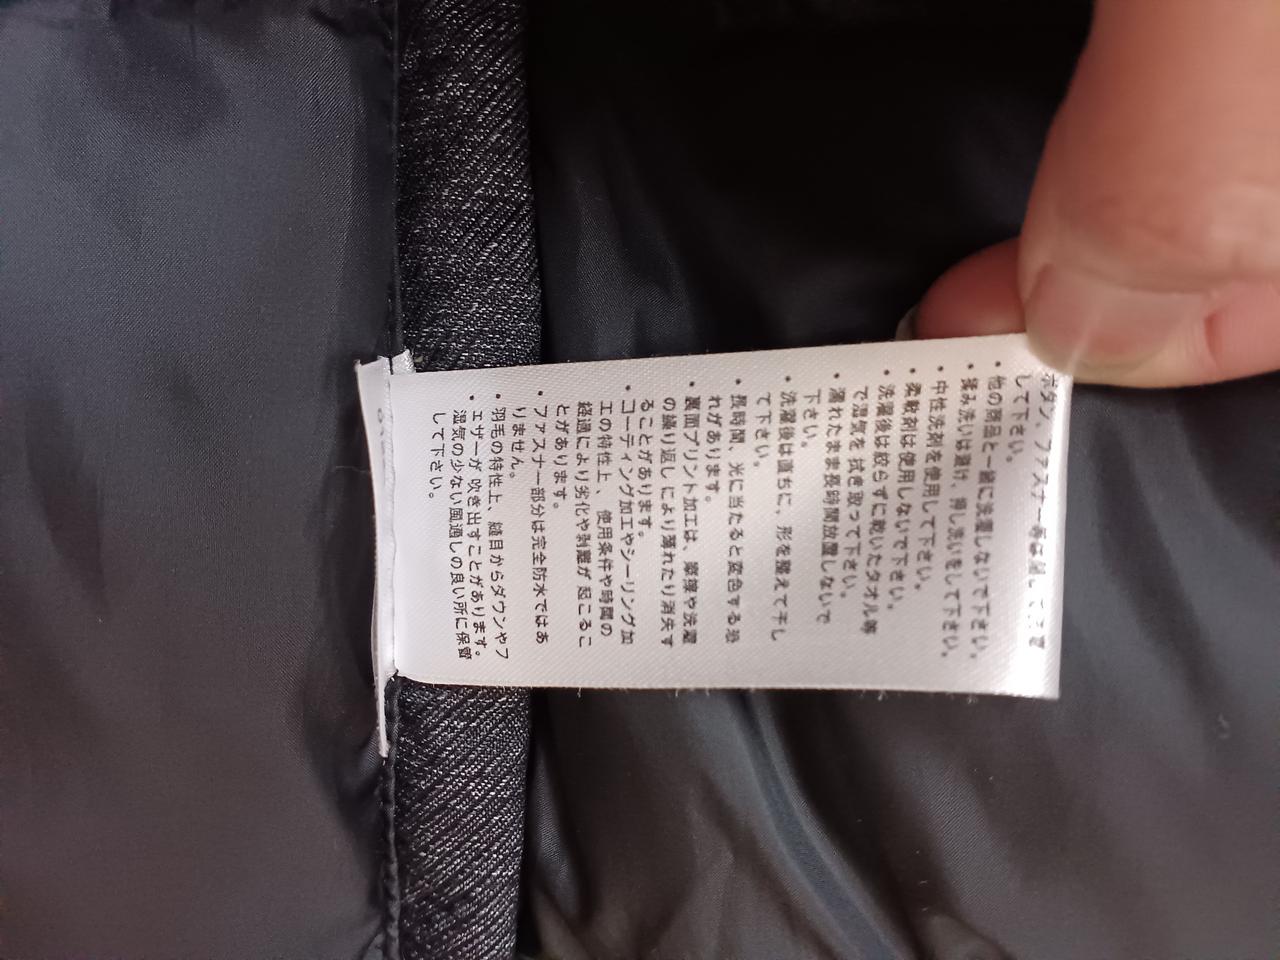 ボタン、ファスナー等は
して下さい。
・他の商品と一緒に洗濯しないで下さい。
・揉み洗いは避け、押し洗いをして下さい。
・中性洗剤を使用して下さい。
・柔軟剤は使用しないで下さい。
・洗濯後は絞らずに乾いたタオル等
で湿気を 拭き取って下さい。
・濡れたまま長時間放置しないで
下さい。
・洗濯後は直ちに、形を整えて干し
て下さい。
・長時間、光に当たると変色する恐
れがあります。
・裏面プリント加工は、摩擦や洗濯
の繰り返しにより薄れたり消失す
ることがあります。
・コーティング加工やシーリング加
工の特性上、使用条件や時間の
経過により劣化や剥離が 起こるこ
とがあります。
・ファスナー部分は完全防水ではあ
りません。
・羽毛の特性上、縫目からダウンやフ
ェザーが 吹き出すことがあります。
・湿気の少ない風通しの良い所に保管
して下さい。